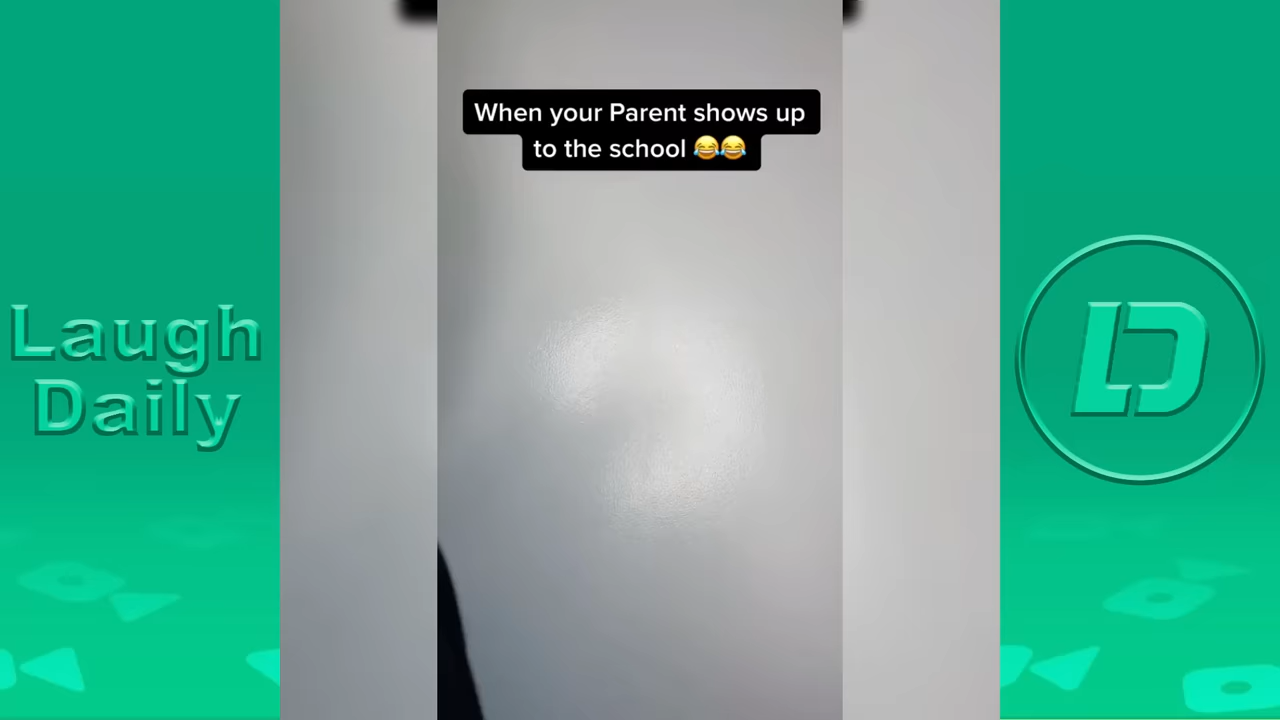 When your Parent shows up
to the school 😂😂
Laugh
Daily
LD